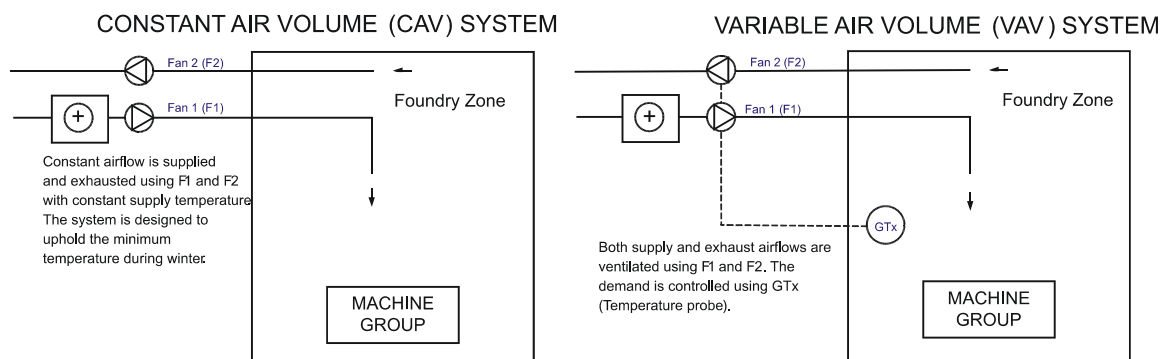 CONSTANT AIR VOLUME (CAV) SYSTEM
Fan 2 (F2)
Foundry Zone
Fan 1 (F1)
+
Constant airflow is supplied
and exhausted using F1 and F2
with constant supply temperature
The system is designed to
uphold the minimum
temperature during winter.
MACHINE
GROUP
VARIABLE AIR VOLUME (VAV) SYSTEM
Fan 2 (F2)
Foundry Zone
Fan 1 (F1)
+
GTx
Both supply and exhaust airflows are
ventilated using F1 and F2. The
demand is controlled using GTx
(Temperature probe).
MACHINE
GROUP